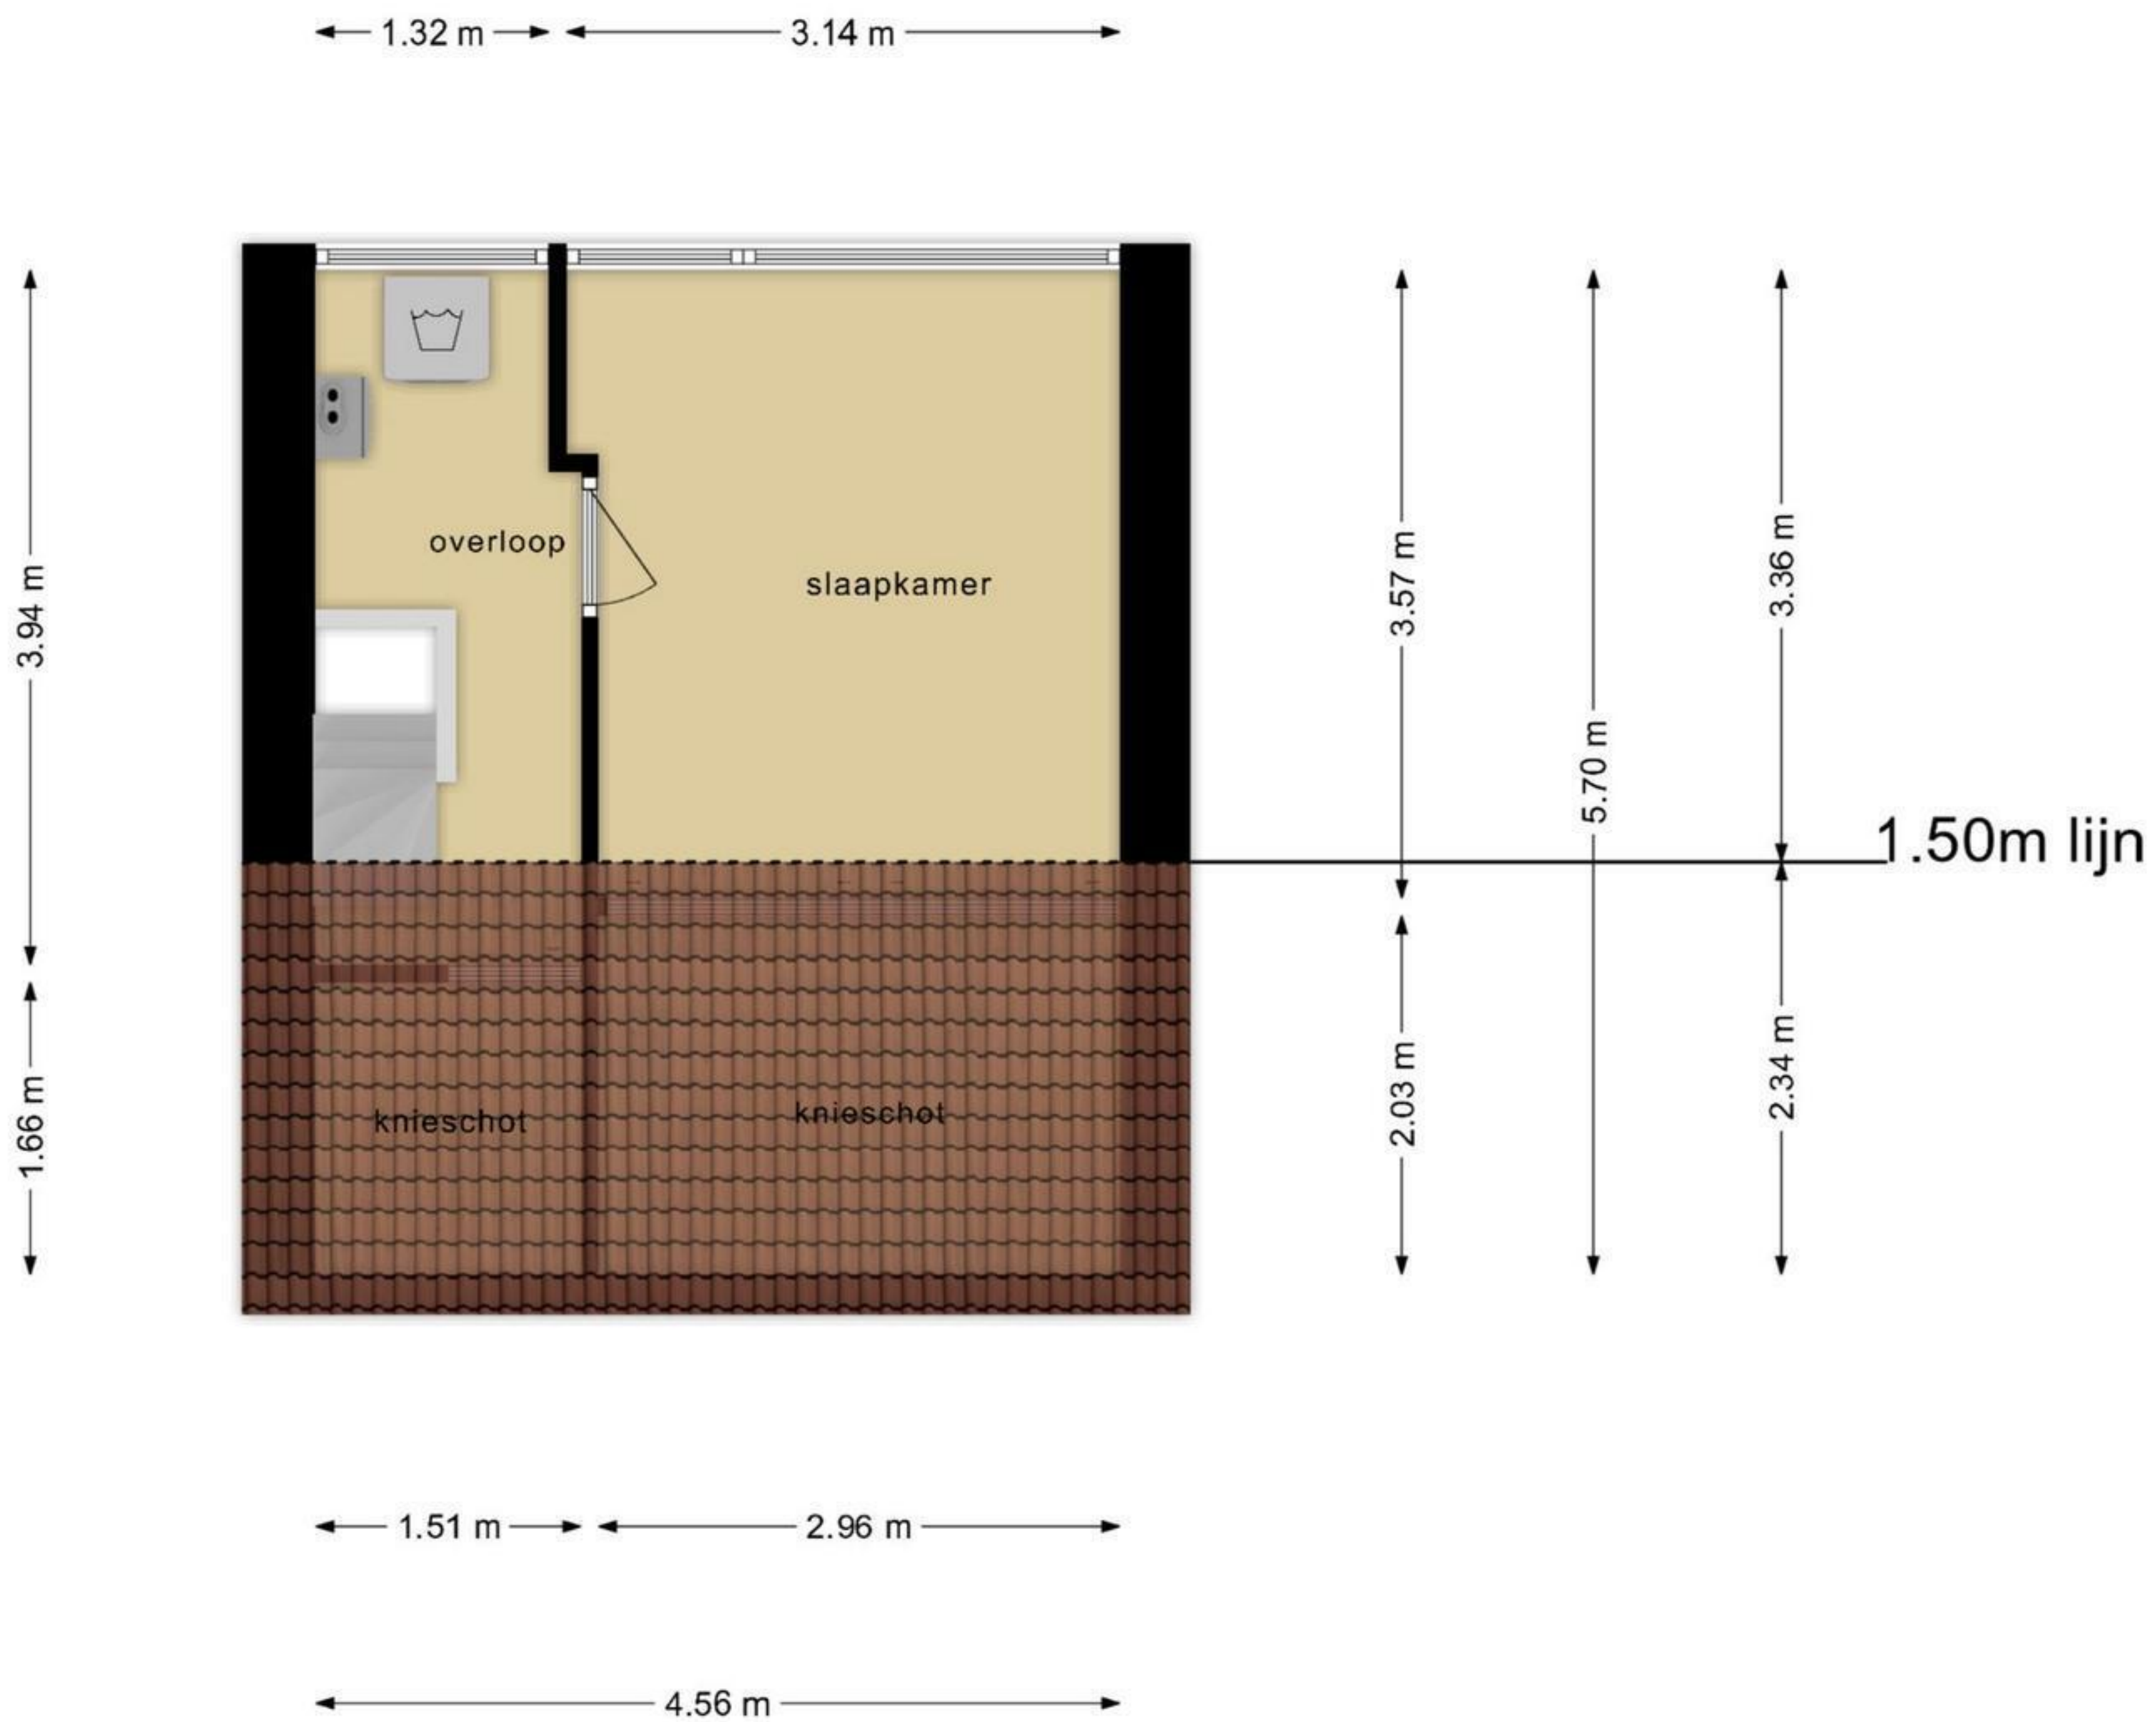 1.32 m
3.14 m
overloop
slaapkamer
3.94 m
3.57 m
3.36 m
5.70 m
1.50m lijn
1.66 m
2.03 m
2.34 m
knieschot
knieschot
1.51 m
2.96 m
4.56 m